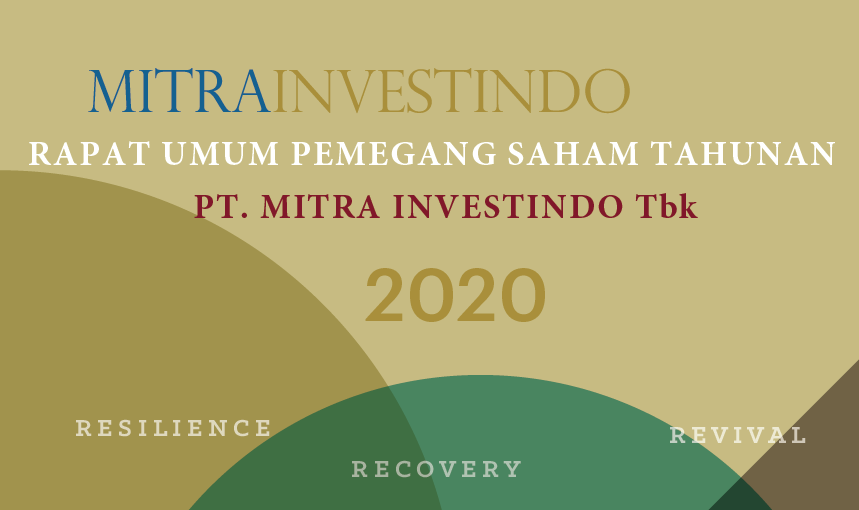 MITRAINVESTINDO
RAPAT UMUM PEMEGANG SAHAM TAHUNAN
PT. MITRA INVESTINDO Tbk
2020
RESILIENCE
RECOVERY
REVIVAL